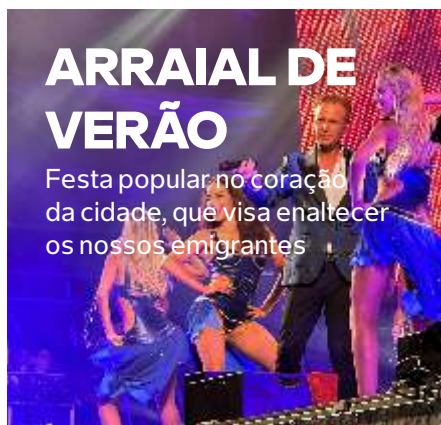 ARRAIAL DE
VERÃO
Festa popular no coração
da cidade, que visa enaltecer
os nossos emigrantes